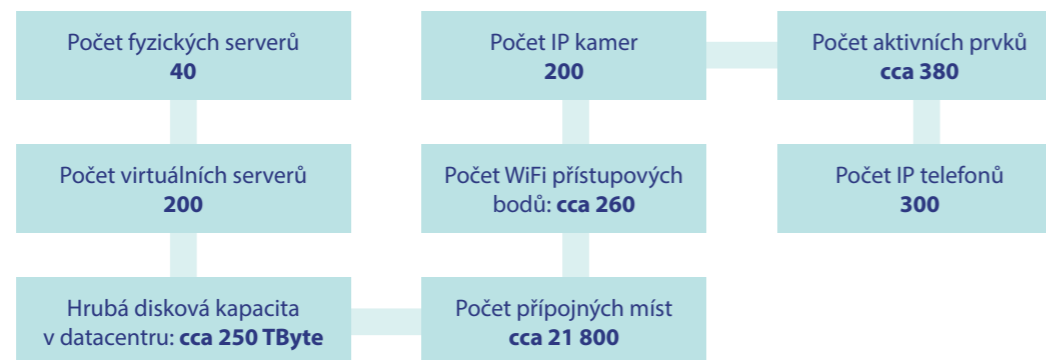 Počet fyzických serverů
40
Počet virtuálních serverů
200
Hrubá disková kapacita
v datacentru: cca 250 TByte
Počet přípojných míst
cca 21 800
Počet WiFi přístupových
bodů: cca 260
Počet IP kamer
200
Počet aktivních prvků
cca 380
Počet IP telefonů
300